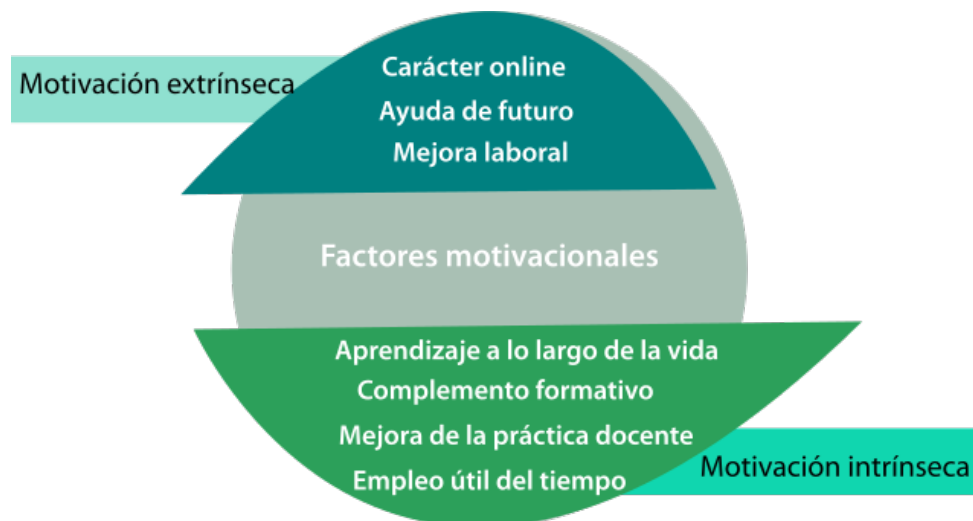 Motivación extrínseca
Carácter online
Ayuda de futuro
Mejora laboral
Factores motivacionales
Aprendizaje a lo largo de la vida
Complemento formativo
Mejora de la práctica docente
Empleo útil del tiempo
Motivación intrínseca